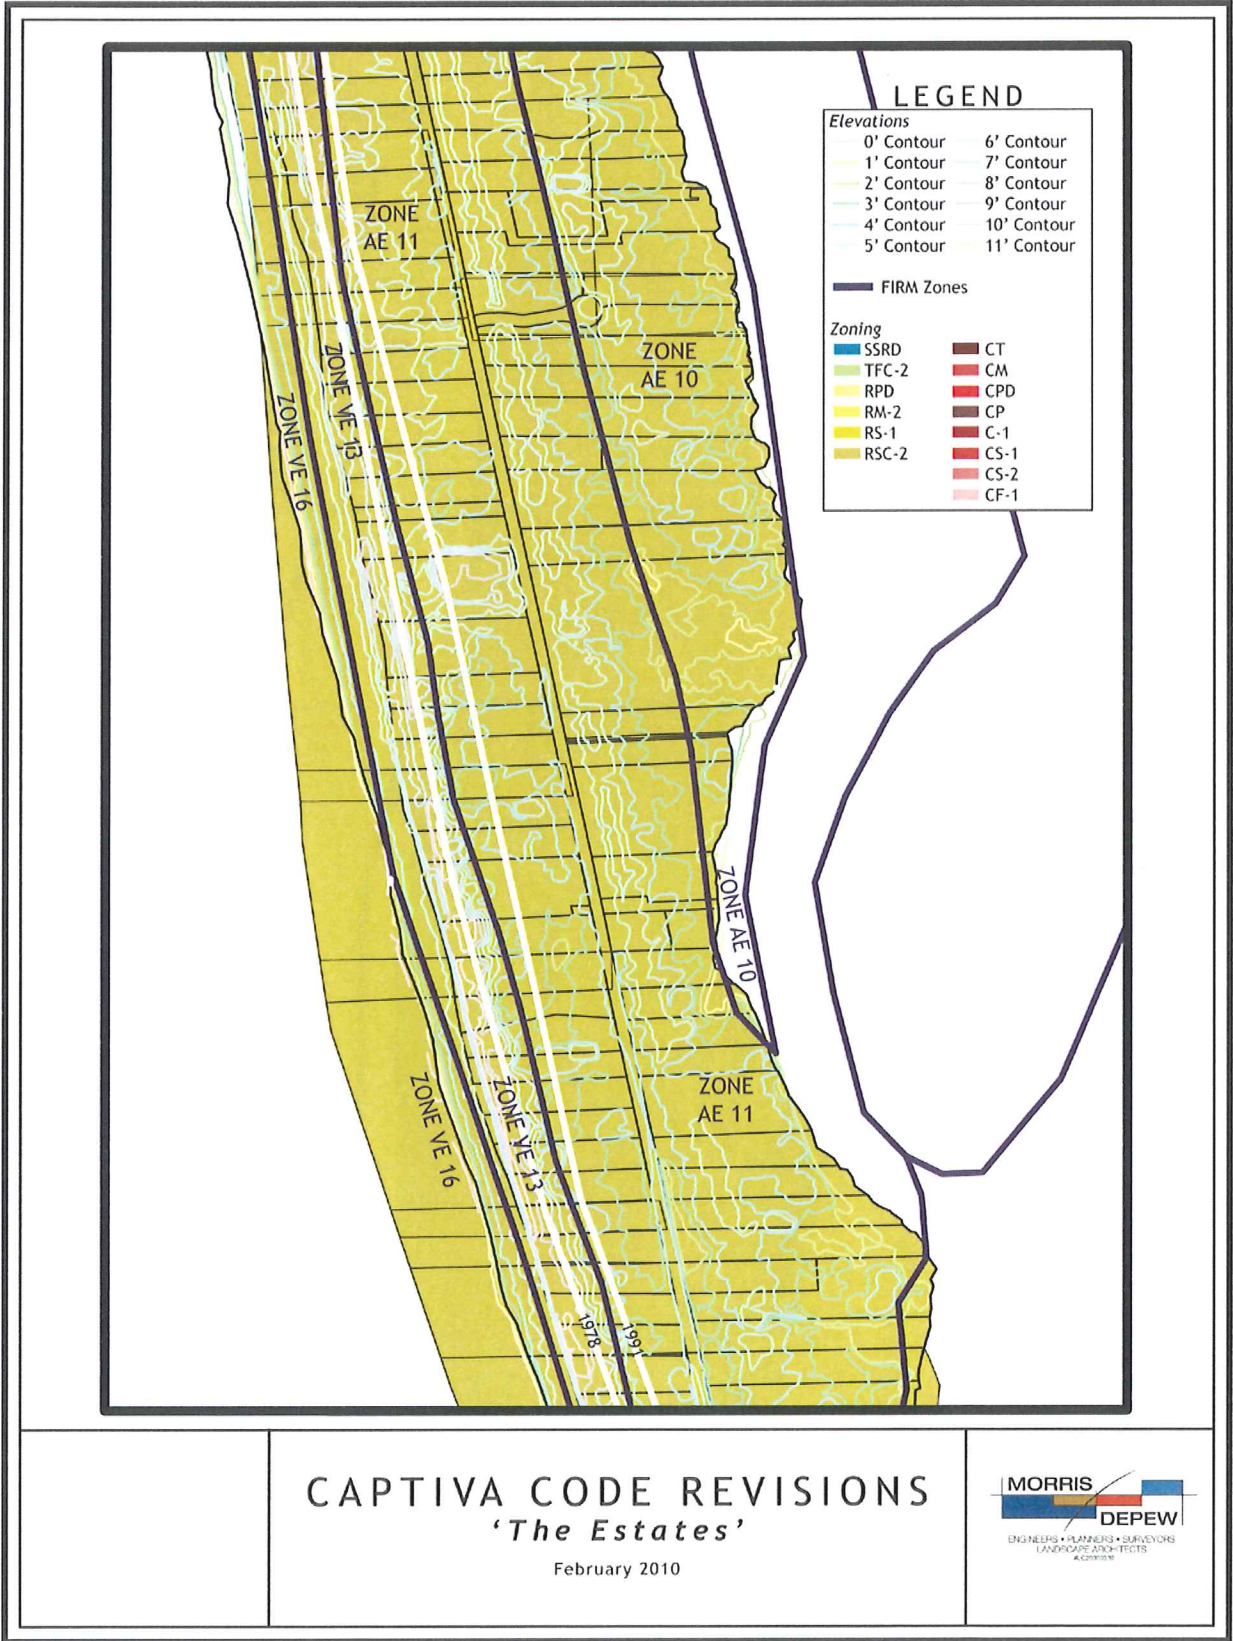 LEGEND
Elevations
0' Contour 6' Contour
1' Contour 7' Contour
2' Contour 8' Contour
3' Contour 9' Contour
4' Contour 10' Contour
5' Contour 11' Contour
FIRM Zones
Zoning
SSRD CT
TFC-2 CM
RPD CPD
RM-2 CP
RS-1 C-1
RSC-2 CS-1
CS-2
CF-1
ZONE
AE 11
ZONE
AE 10
ZONE VE 13
ZONE VE 16
ZONE AE 10
ZONE
AE 11
ZONE VE 16
ZONE VE 13
1978
1991
CAPTIVA CODE REVISIONS
'The Estates'
February 2010
MORRIS
DEPEW
ENGINEERS • PLANNERS • SURVEYORS
LANDSCAPE ARCHITECTS